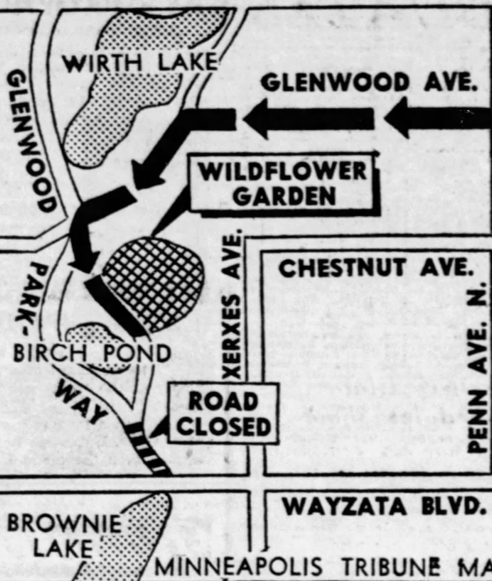 WIRTH LAKE
GLENWOOD AVE.
GLENWOOD
WILDFLOWER
GARDEN
XERXES AVE.
CHESTNUT AVE.
PARK-
BIRCH POND
WAY
ROAD
CLOSED
PENN AVE. N.
WAYZATA BLVD.
BROWNIE
LAKE
MINNEAPOLIS TRIBUNE MA